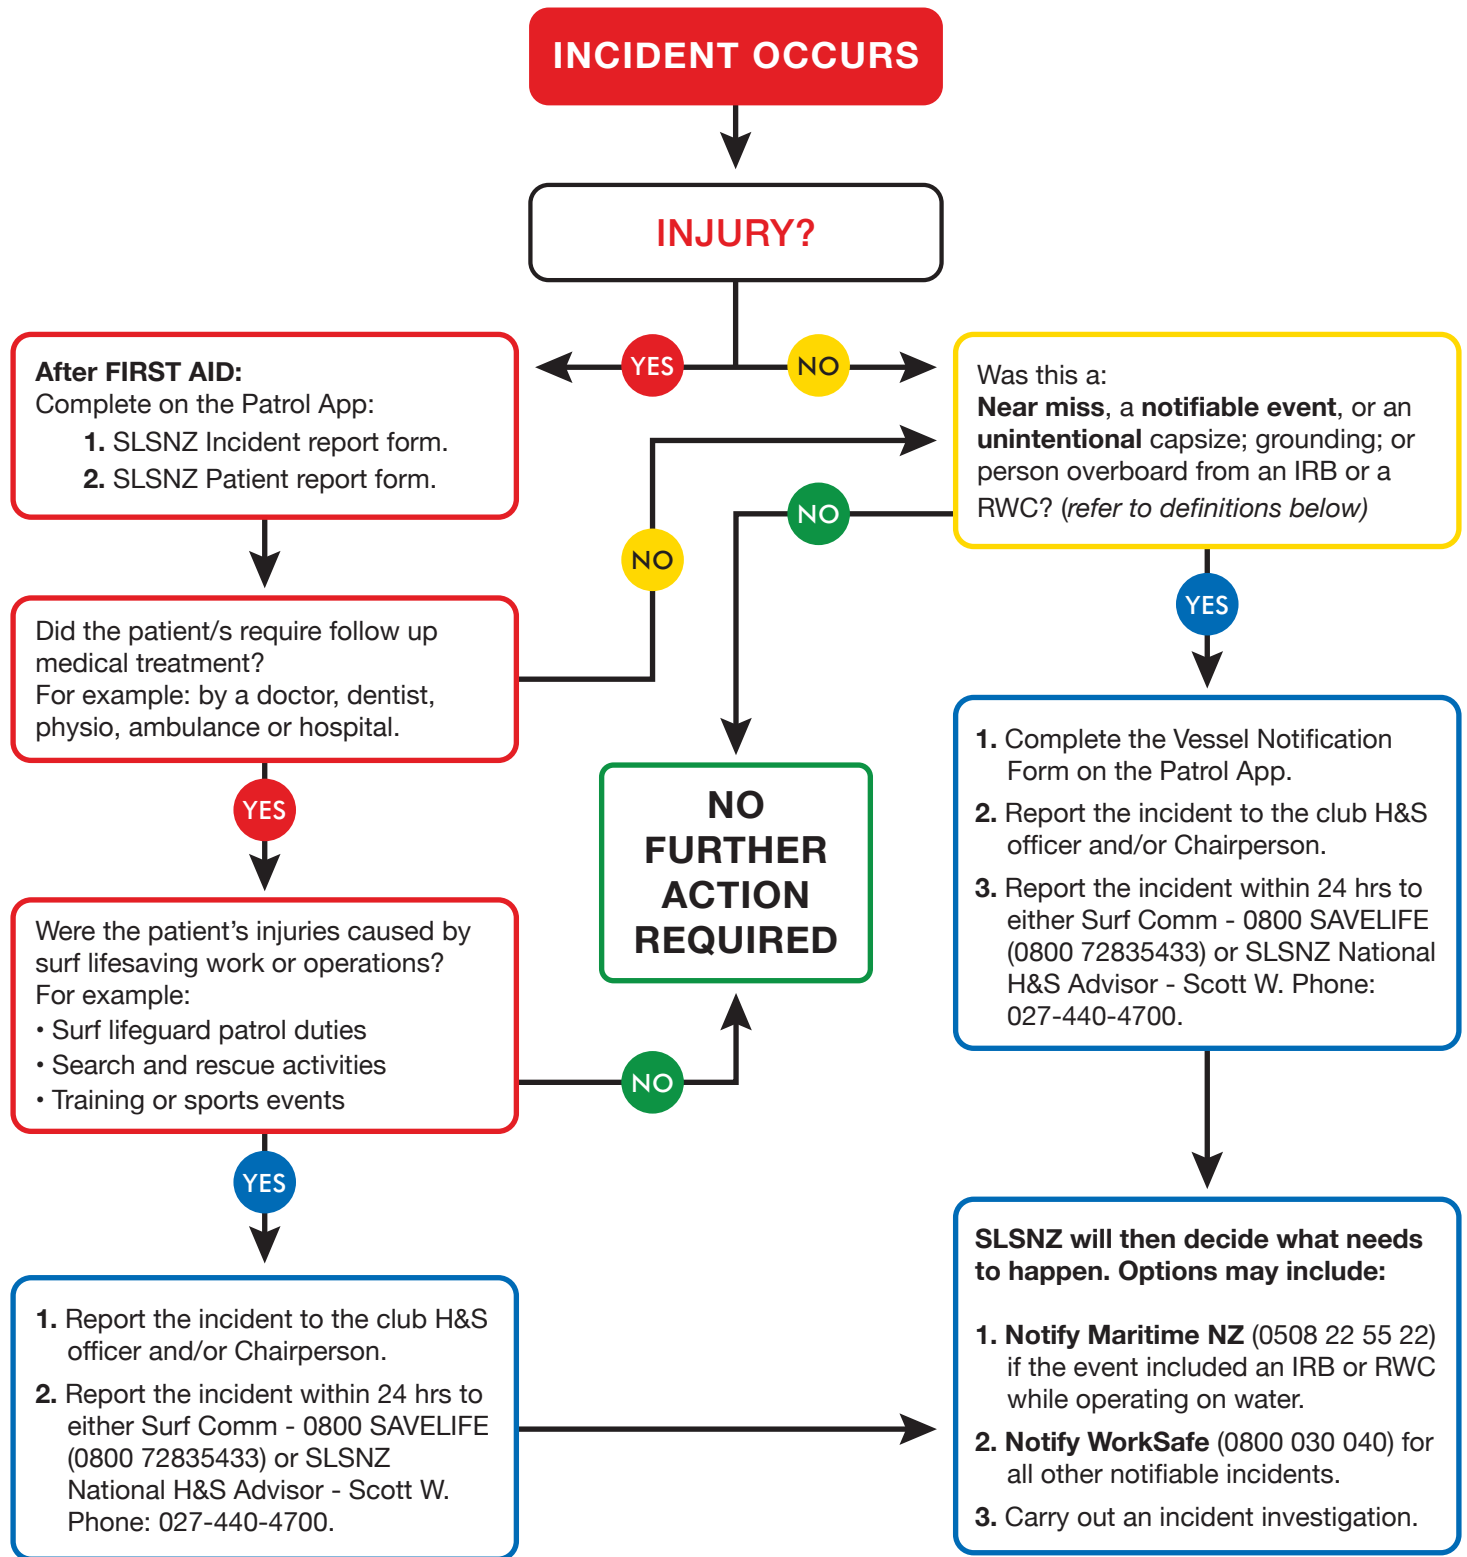 INCIDENT OCCURS
INJURY?
YES
NO
After FIRST AID:
Complete on the Patrol App:
1. SLSNZ Incident report form.
2. SLSNZ Patient report form.
Was this a:
Near miss, a notifiable event, or an
unintentional capsize; grounding; or
person overboard from an IRB or a
RWC? (refer to definitions below)
NO
NO
YES
Did the patient/s require follow up
medical treatment?
For example: by a doctor, dentist,
physio, ambulance or hospital.
YES
NO
FURTHER
ACTION
REQUIRED
1. Complete the Vessel Notification
Form on the Patrol App.
2. Report the incident to the club H&S
officer and/or Chairperson.
3. Report the incident within 24 hrs to
either Surf Comm - 0800 SAVELIFE
(0800 72835433) or SLSNZ National
H&S Advisor - Scott W. Phone:
027-440-4700.
Were the patient's injuries caused by
surf lifesaving work or operations?
For example:
• Surf lifeguard patrol duties
• Search and rescue activities
• Training or sports events
NO
YES
1. Report the incident to the club H&S
officer and/or Chairperson.
2. Report the incident within 24 hrs to
either Surf Comm - 0800 SAVELIFE
(0800 72835433) or SLSNZ
National H&S Advisor - Scott W.
Phone: 027-440-4700.
SLSNZ will then decide what needs
to happen. Options may include:
1. Notify Maritime NZ (0508 22 55 22)
if the event included an IRB or RWC
while operating on water.
2. Notify WorkSafe (0800 030 040) for
all other notifiable incidents.
3. Carry out an incident investigation.